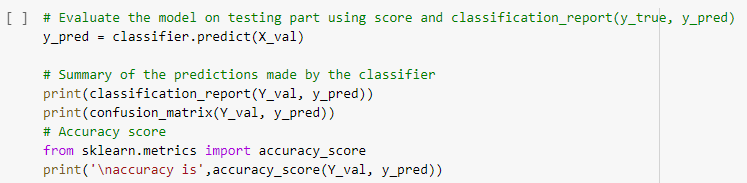 [ ] # Evaluate the model on testing part using score and classification_report(y_true, y_pred)
y_pred = classifier.predict(X_val)
# Summary of the predictions made by the classifier
print(classification_report(Y_val, y_pred))
print(confusion_matrix(Y_val, y_pred))
# Accuracy score
from sklearn.metrics import accuracy_score
print('\naccuracy is',accuracy_score(Y_val, y_pred))